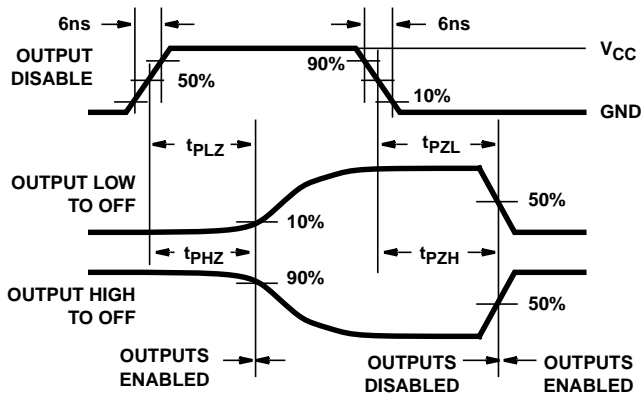 6ns
6ns
OUTPUT
DISABLE
50%
90%
10%
VCC
GND
tPLZ
tPZL
OUTPUT LOW
TO OFF
10%
50%
tPHZ
tPZH
90%
OUTPUT HIGH
TO OFF
50%
OUTPUTS
ENABLED
OUTPUTS
DISABLED
OUTPUTS
ENABLED